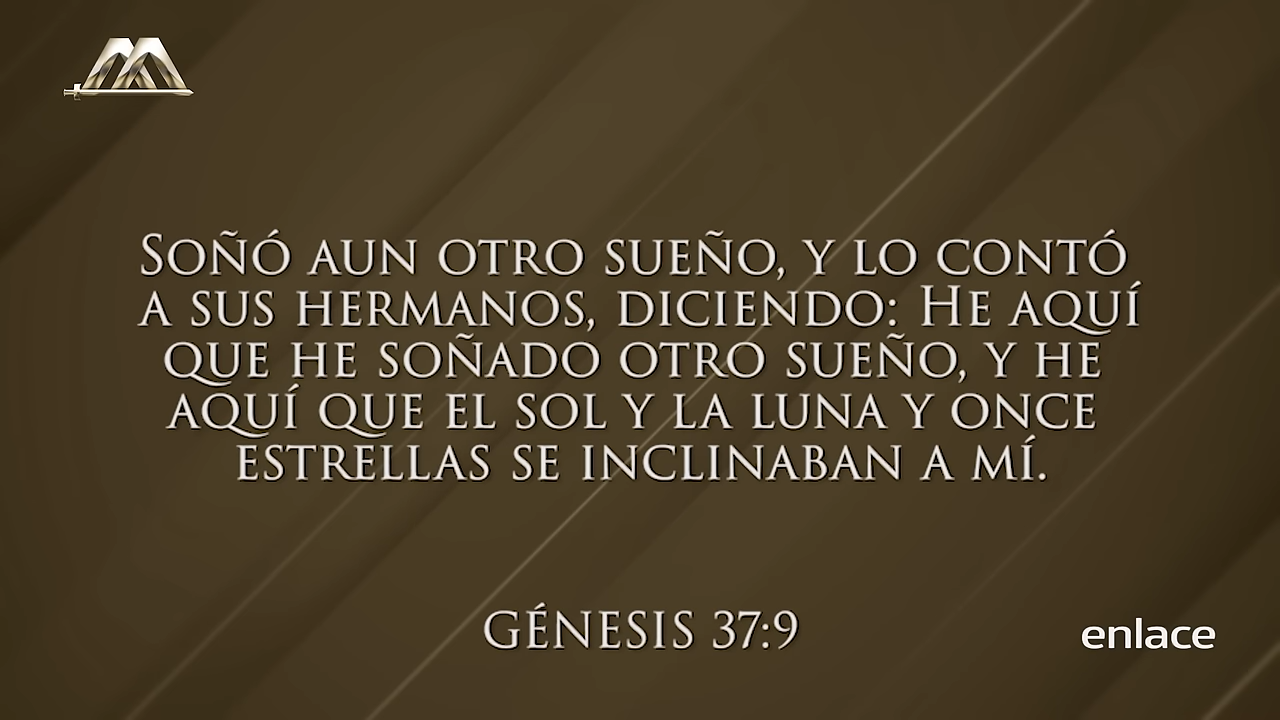 Soñó aun otro sueño, y lo contó
a sus hermanos, diciendo: He aquí
que he soñado otro sueño, y he
aquí que el sol y la luna y once
estrellas se inclinaban a mí.
GÉNESIS 37:9
enlace